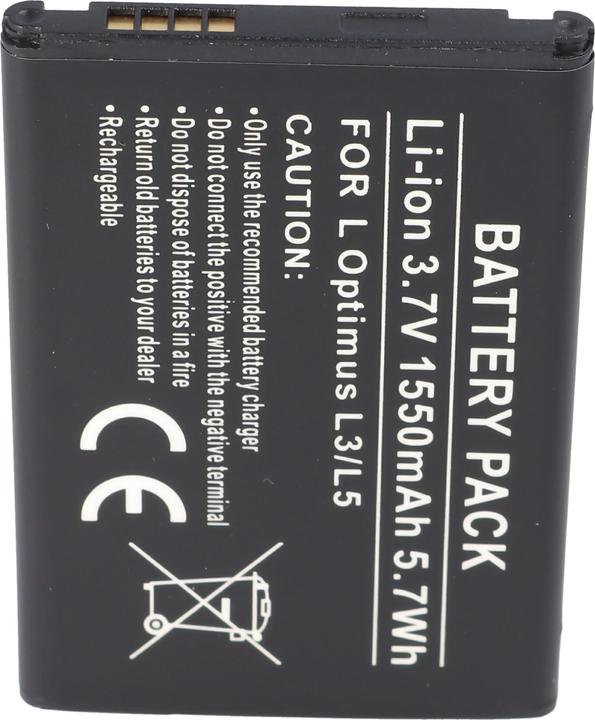 BATTERY PACK
Li-ion 3.7V 1550mAh 5.7Wh
FOR L Optimus L3/L5
CAUTION:
•Only use the recommended battery charger
•Do not connect the positive with the negative terminal
•Do not dispose of batteries in a fire
•Return old batteries to your dealer
•Rechargeable
CE